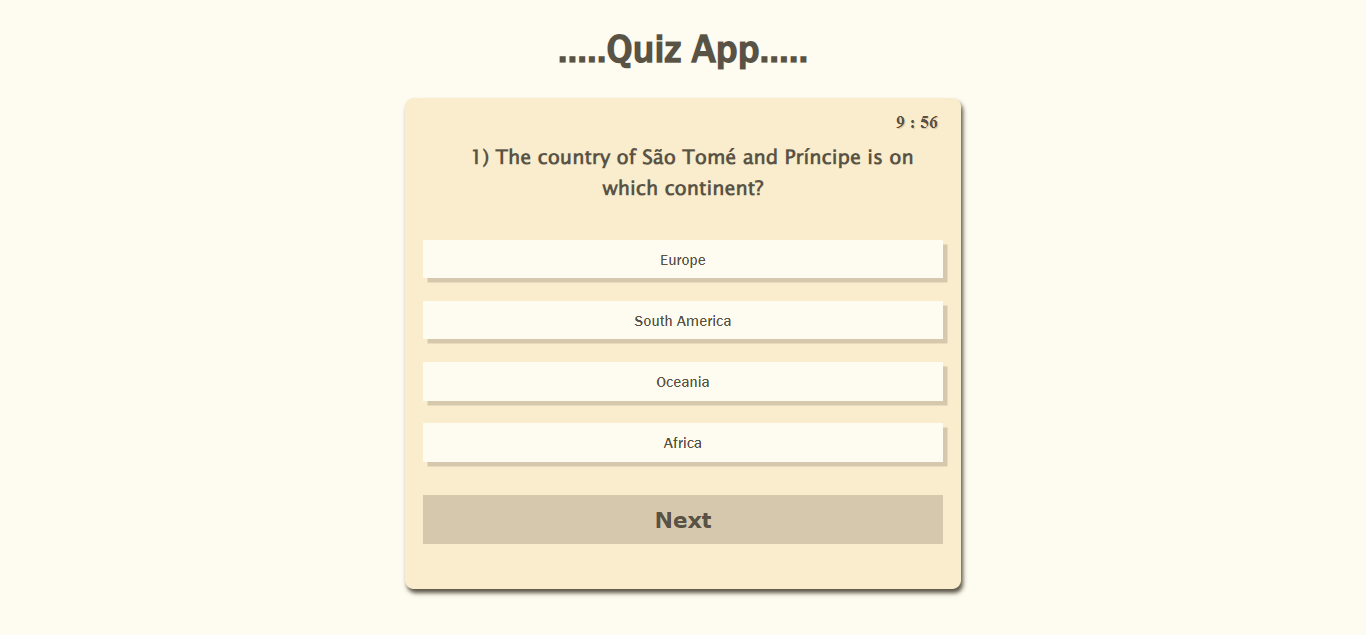 .....Quiz App.....
9 : 56
1) The country of São Tomé and Príncipe is on
which continent?
Europe
South America
Oceania
Africa
Next